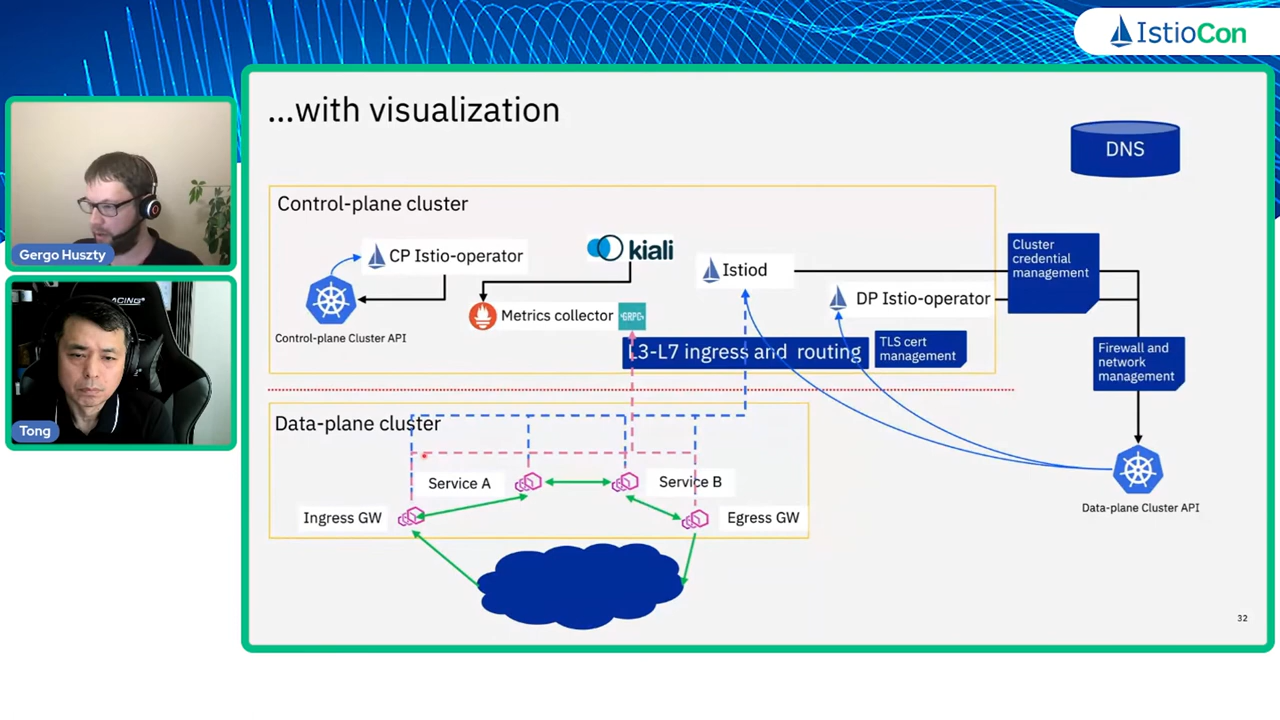 IstioCon
...with visualization
DNS
Control-plane cluster
Cluster
credential
management
CP Istio-operator
kiali
Istiod
DP Istio-operator
Metrics collector
GRPC
Control-plane Cluster API
L3-L7 ingress and routing
TLS cert
management
Firewall and
network
management
Data-plane cluster
Service A
Service B
Ingress GW
Egress GW
Data-plane Cluster API
32
Gergo Huszty
RACING
Tong